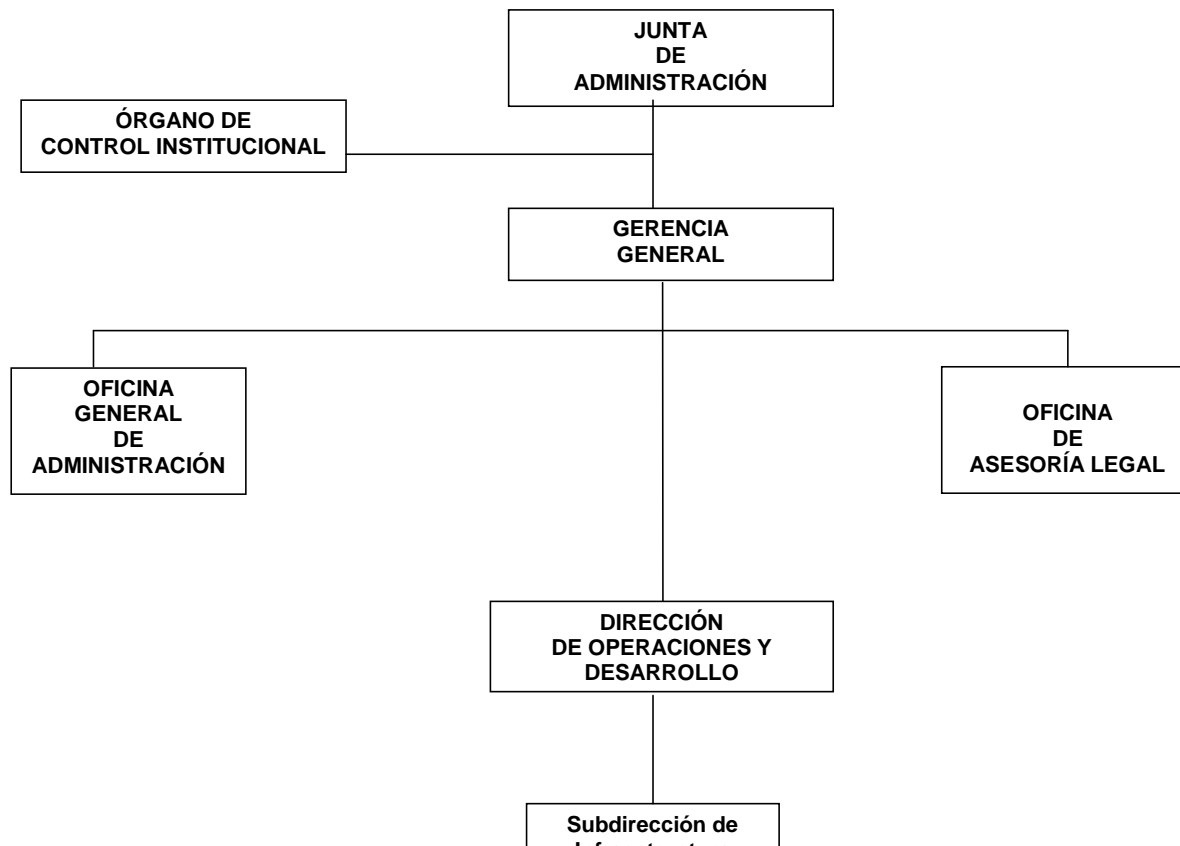 JUNTA
DE
ADMINISTRACIÓN
ÓRGANO DE
CONTROL INSTITUCIONAL
GERENCIA
GENERAL
OFICINA
GENERAL
DE
ADMINISTRACIÓN
OFICINA
DE
ASESORÍA LEGAL
DIRECCIÓN
DE OPERACIONES Y
DESARROLLO
Subdirección de